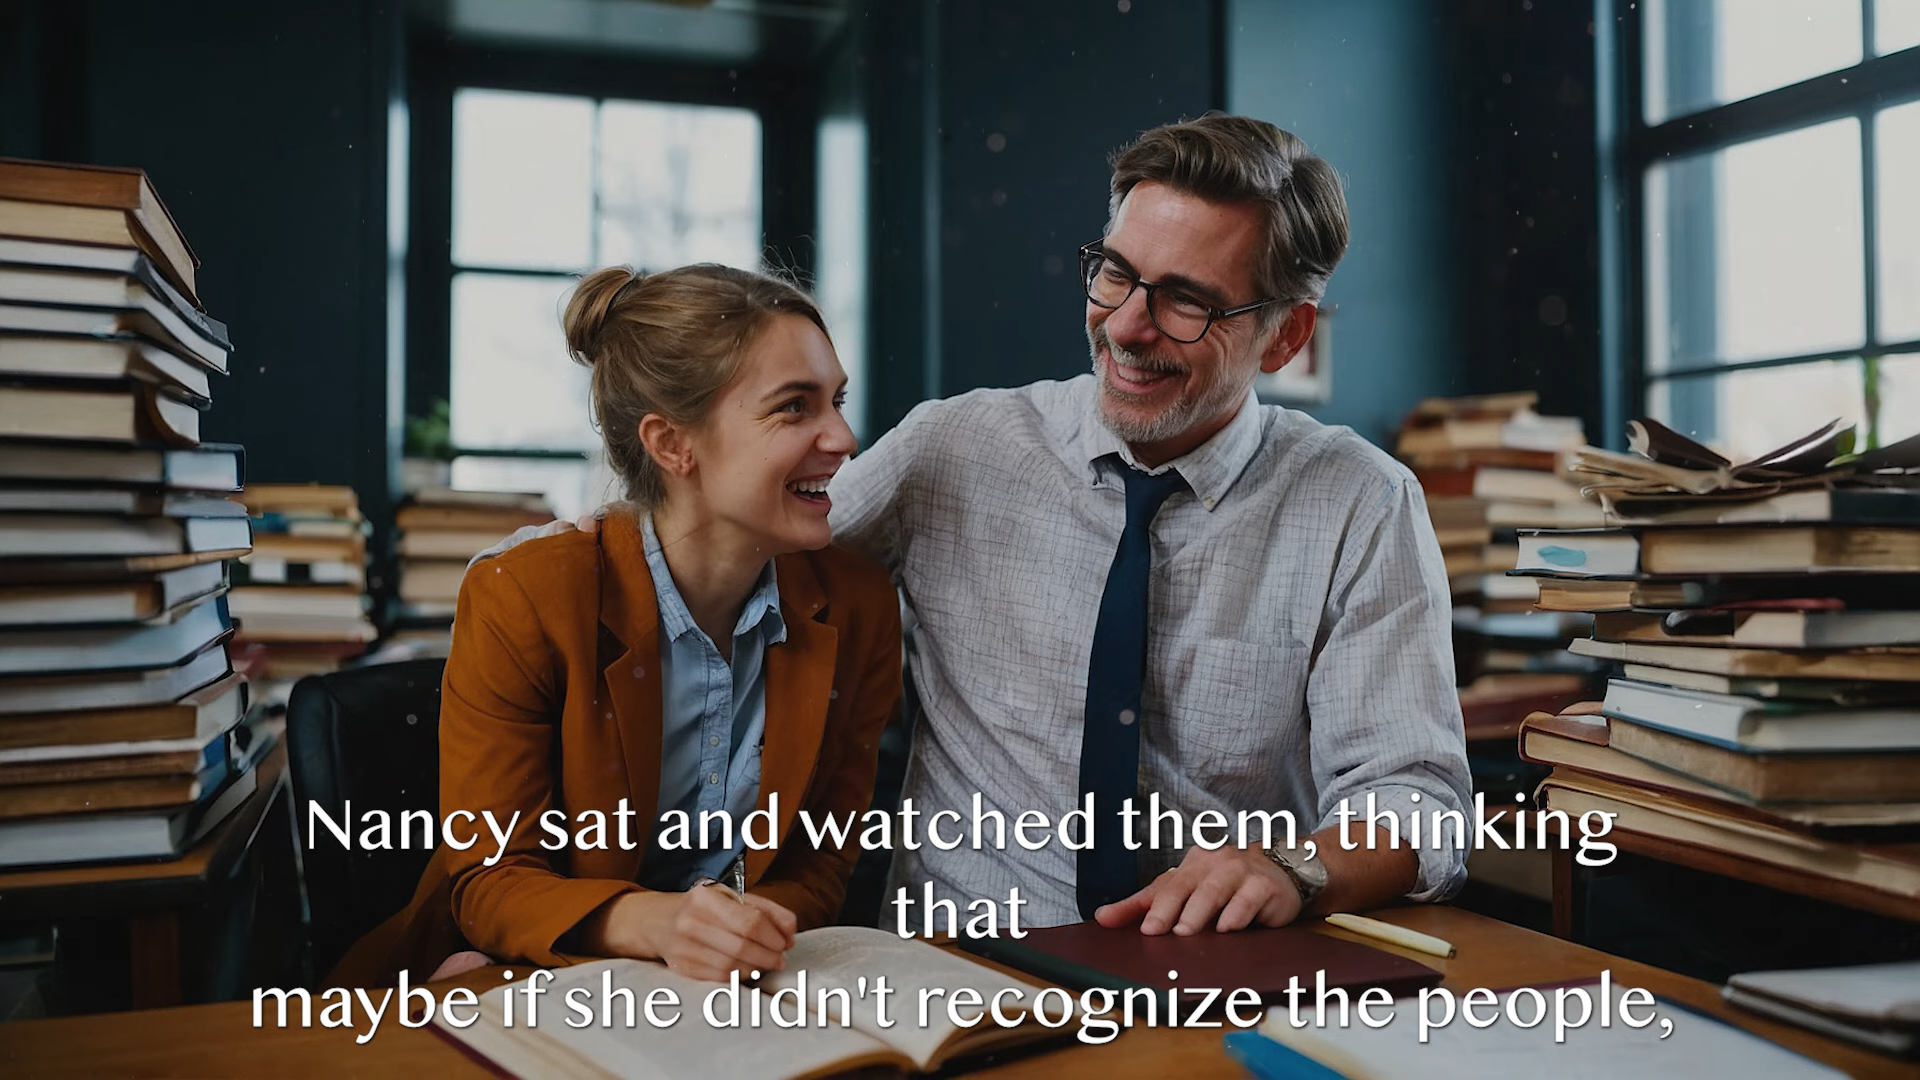 Nancy sat and watched them, thinking
that
maybe if she didn't recognize the people,